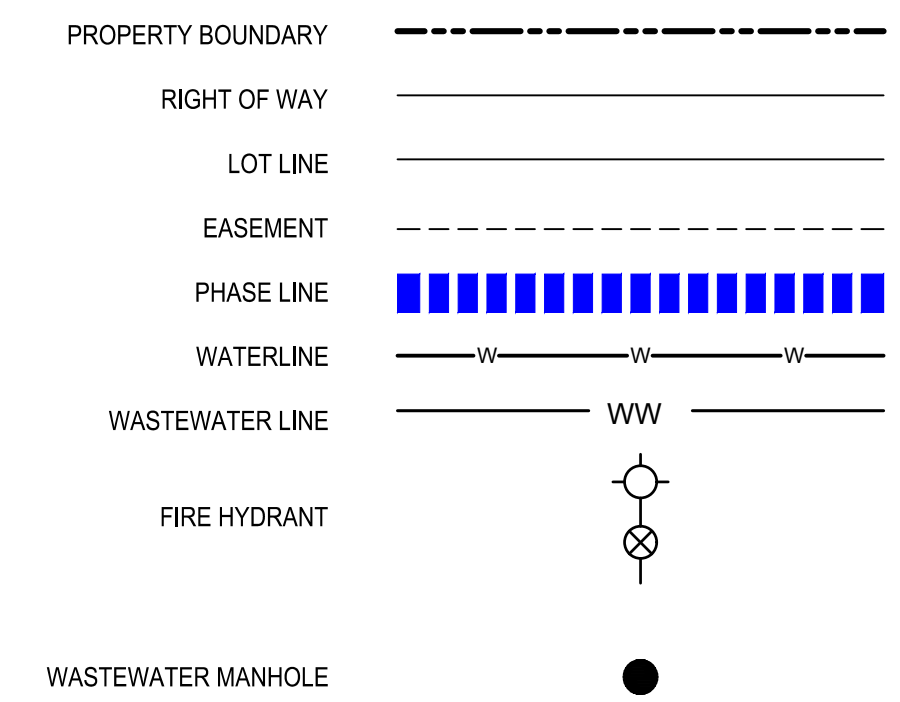 PROPERTY BOUNDARY
RIGHT OF WAY
LOT LINE
EASEMENT
PHASE LINE
WATERLINE W W W
WASTEWATER LINE WW
FIRE HYDRANT
WASTEWATER MANHOLE